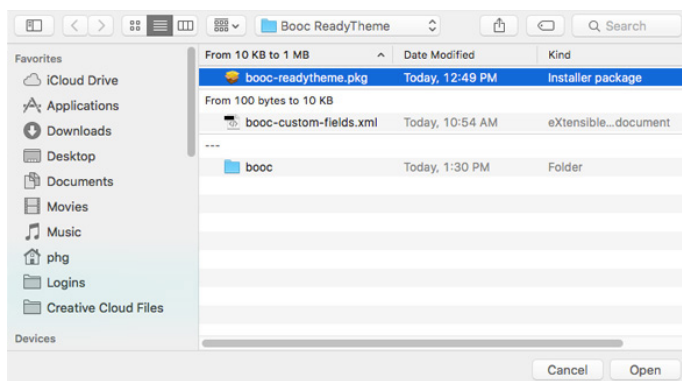 Booc ReadyTheme
Search
Favorites
iCloud Drive
Applications
Downloads
Desktop
Documents
Movies
Music
phg
Logins
Creative Cloud Files
Devices
From 10 KB to 1 MB Date Modified Kind
booc-readytheme.pkg Today, 12:49 PM Installer package
From 100 bytes to 10 KB
booc-custom-fields.xml Today, 10:54 AM eXtensible...document
---
booc Today, 1:30 PM Folder
Cancel Open